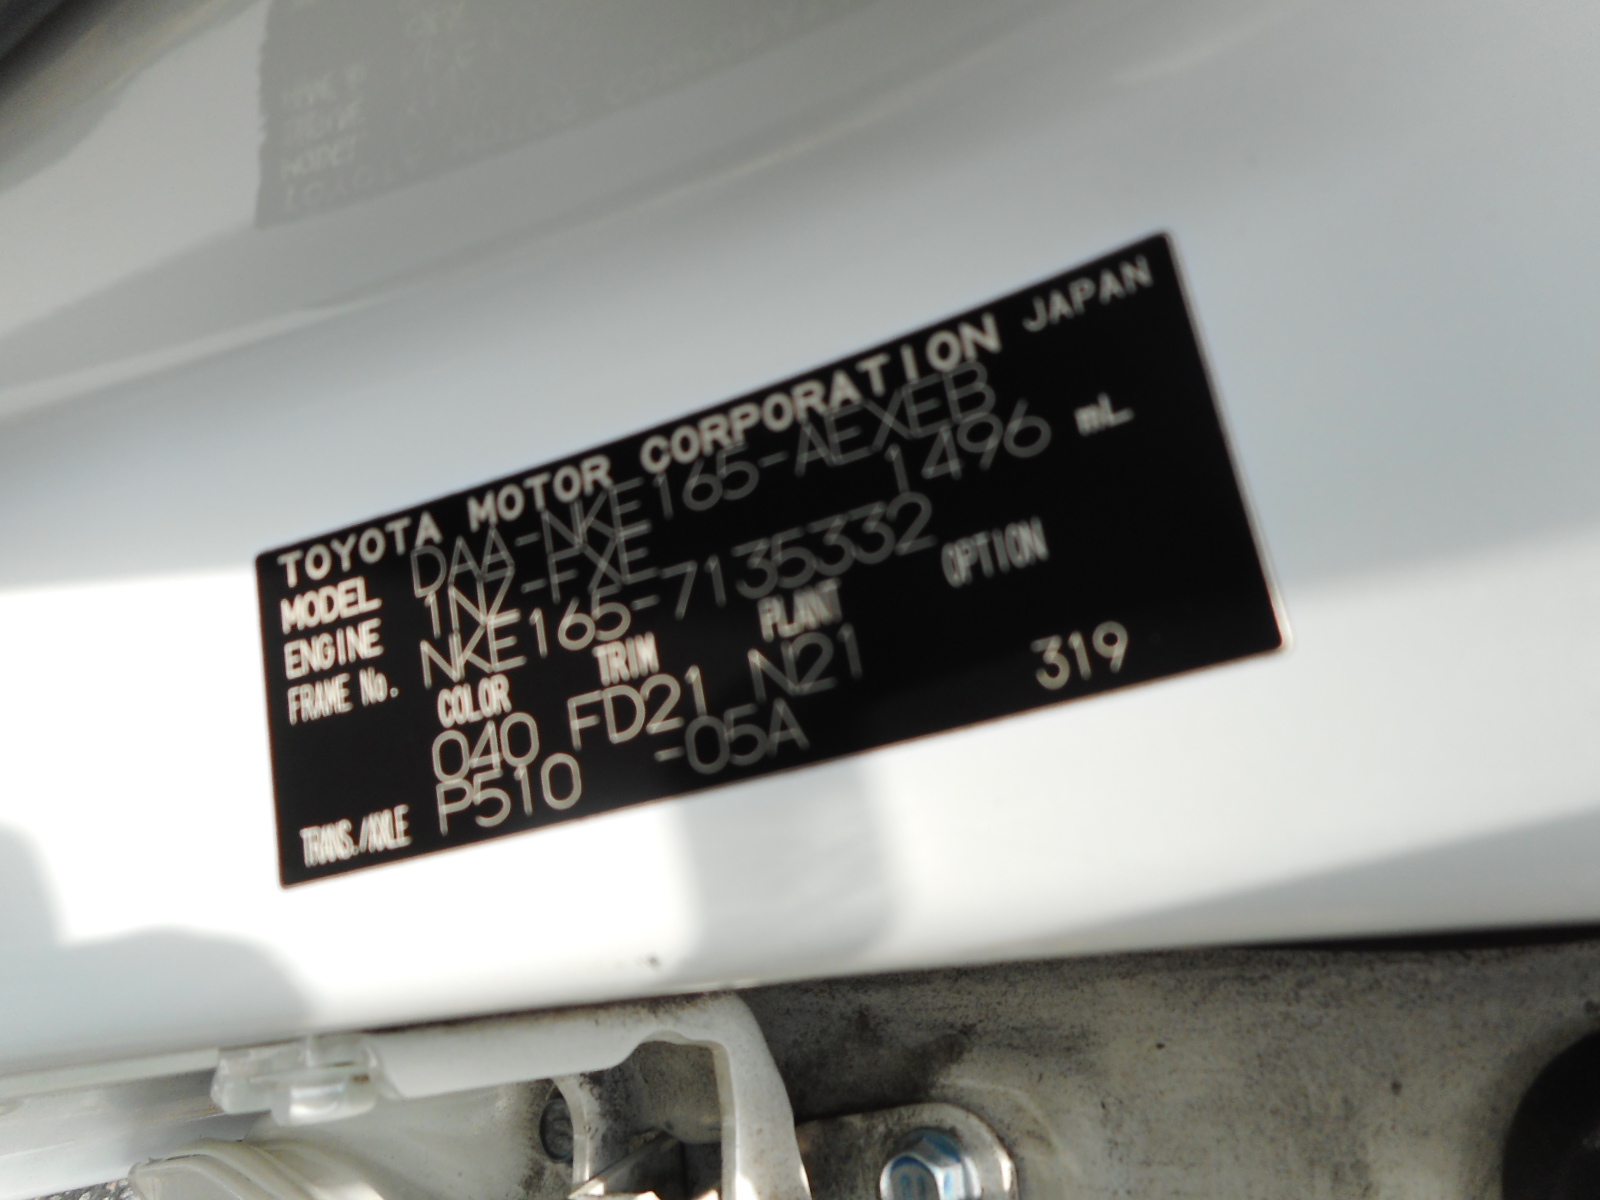 TOYOTA MOTOR CORPORATION JAPAN
MODEL DAA-NKE165-AEXEB
ENGINE 1NZ-FXE 1496 mL
FRAME No. NKE165-7135332
COLOR TRIM PLANT OPTION
040 FD21 N21
TRANS./AXLE P510 -05A 319